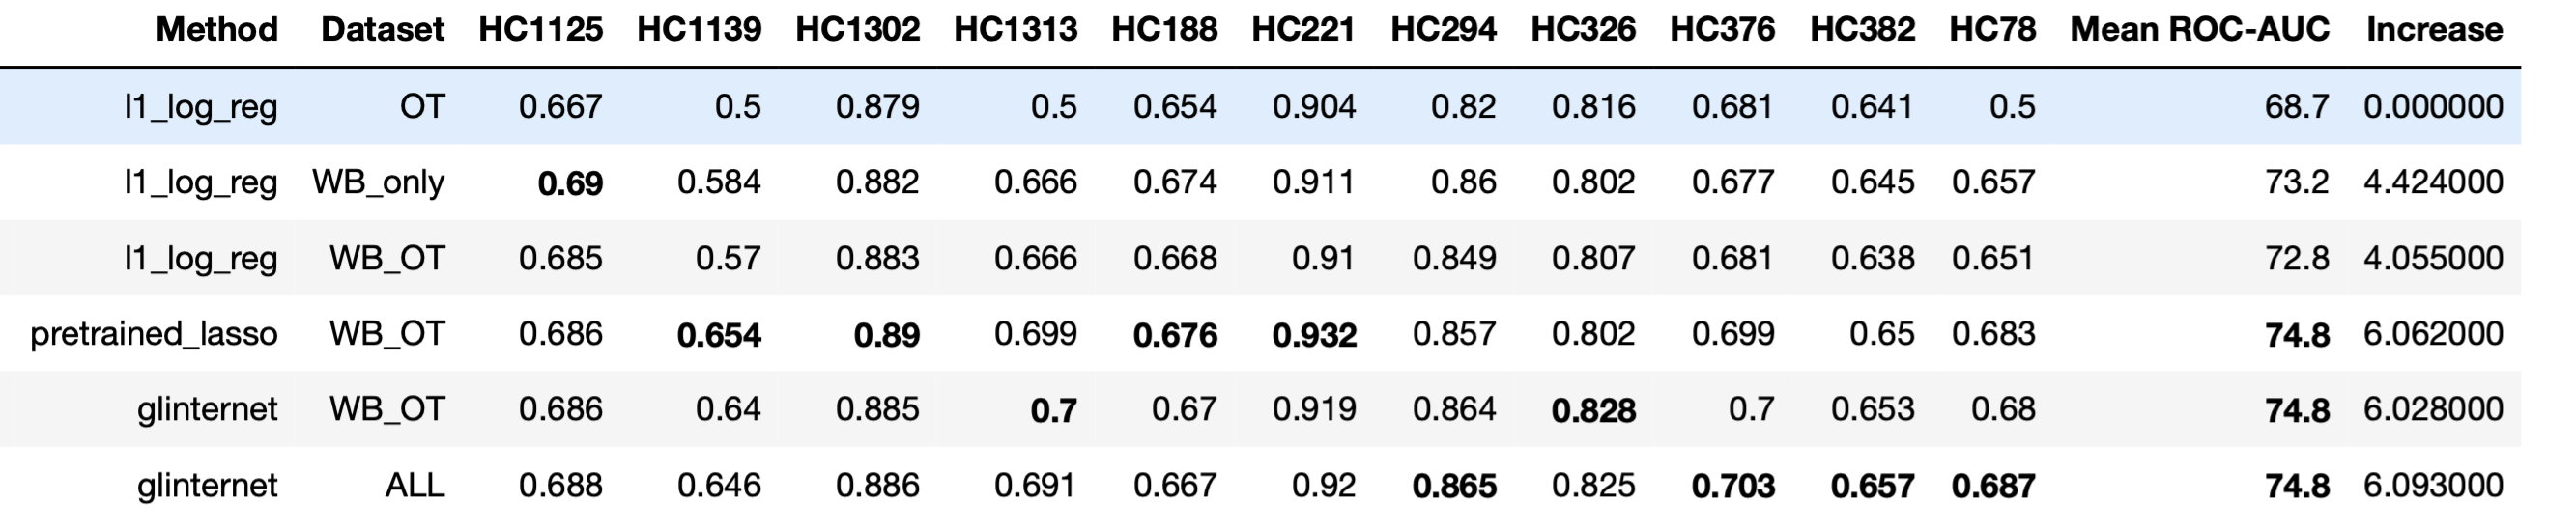 Method Dataset HC1125 HC1139 HC1302 HC1313 HC188 HC221 HC294 HC326 HC376 HC382 HC78 Mean ROC-AUC Increase
l1_log_reg OT 0.667 0.5 0.879 0.5 0.654 0.904 0.82 0.816 0.681 0.641 0.5 68.7 0.000000
l1_log_reg WB_only 0.69 0.584 0.882 0.666 0.674 0.911 0.86 0.802 0.677 0.645 0.657 73.2 4.424000
l1_log_reg WB_OT 0.685 0.57 0.883 0.666 0.668 0.91 0.849 0.807 0.681 0.638 0.651 72.8 4.055000
pretrained_lasso WB_OT 0.686 0.654 0.89 0.699 0.676 0.932 0.857 0.802 0.699 0.65 0.683 74.8 6.062000
glinternet WB_OT 0.686 0.64 0.885 0.7 0.67 0.919 0.864 0.828 0.7 0.653 0.68 74.8 6.028000
glinternet ALL 0.688 0.646 0.886 0.691 0.667 0.92 0.865 0.825 0.703 0.657 0.687 74.8 6.093000